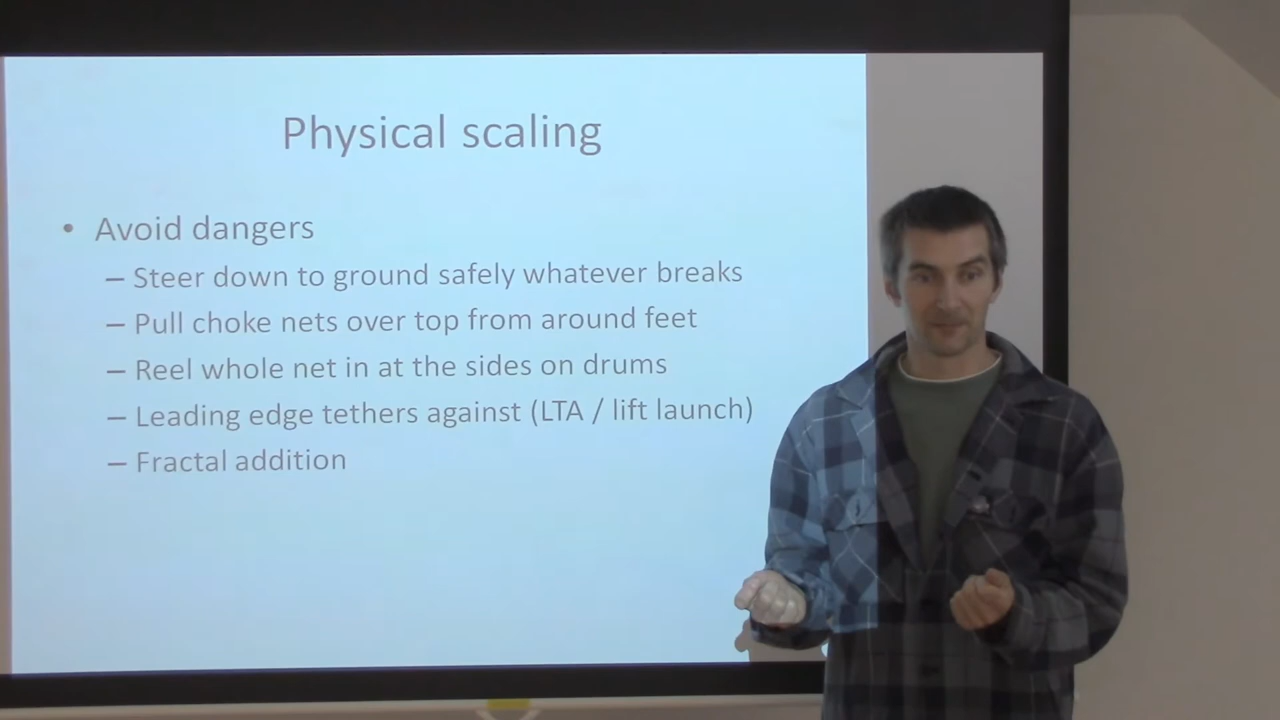 Physical scaling
• Avoid dangers
– Steer down to ground safely whatever breaks
– Pull choke nets over top from around feet
– Reel whole net in at the sides on drums
– Leading edge tethers against (LTA / lift launch)
– Fractal addition